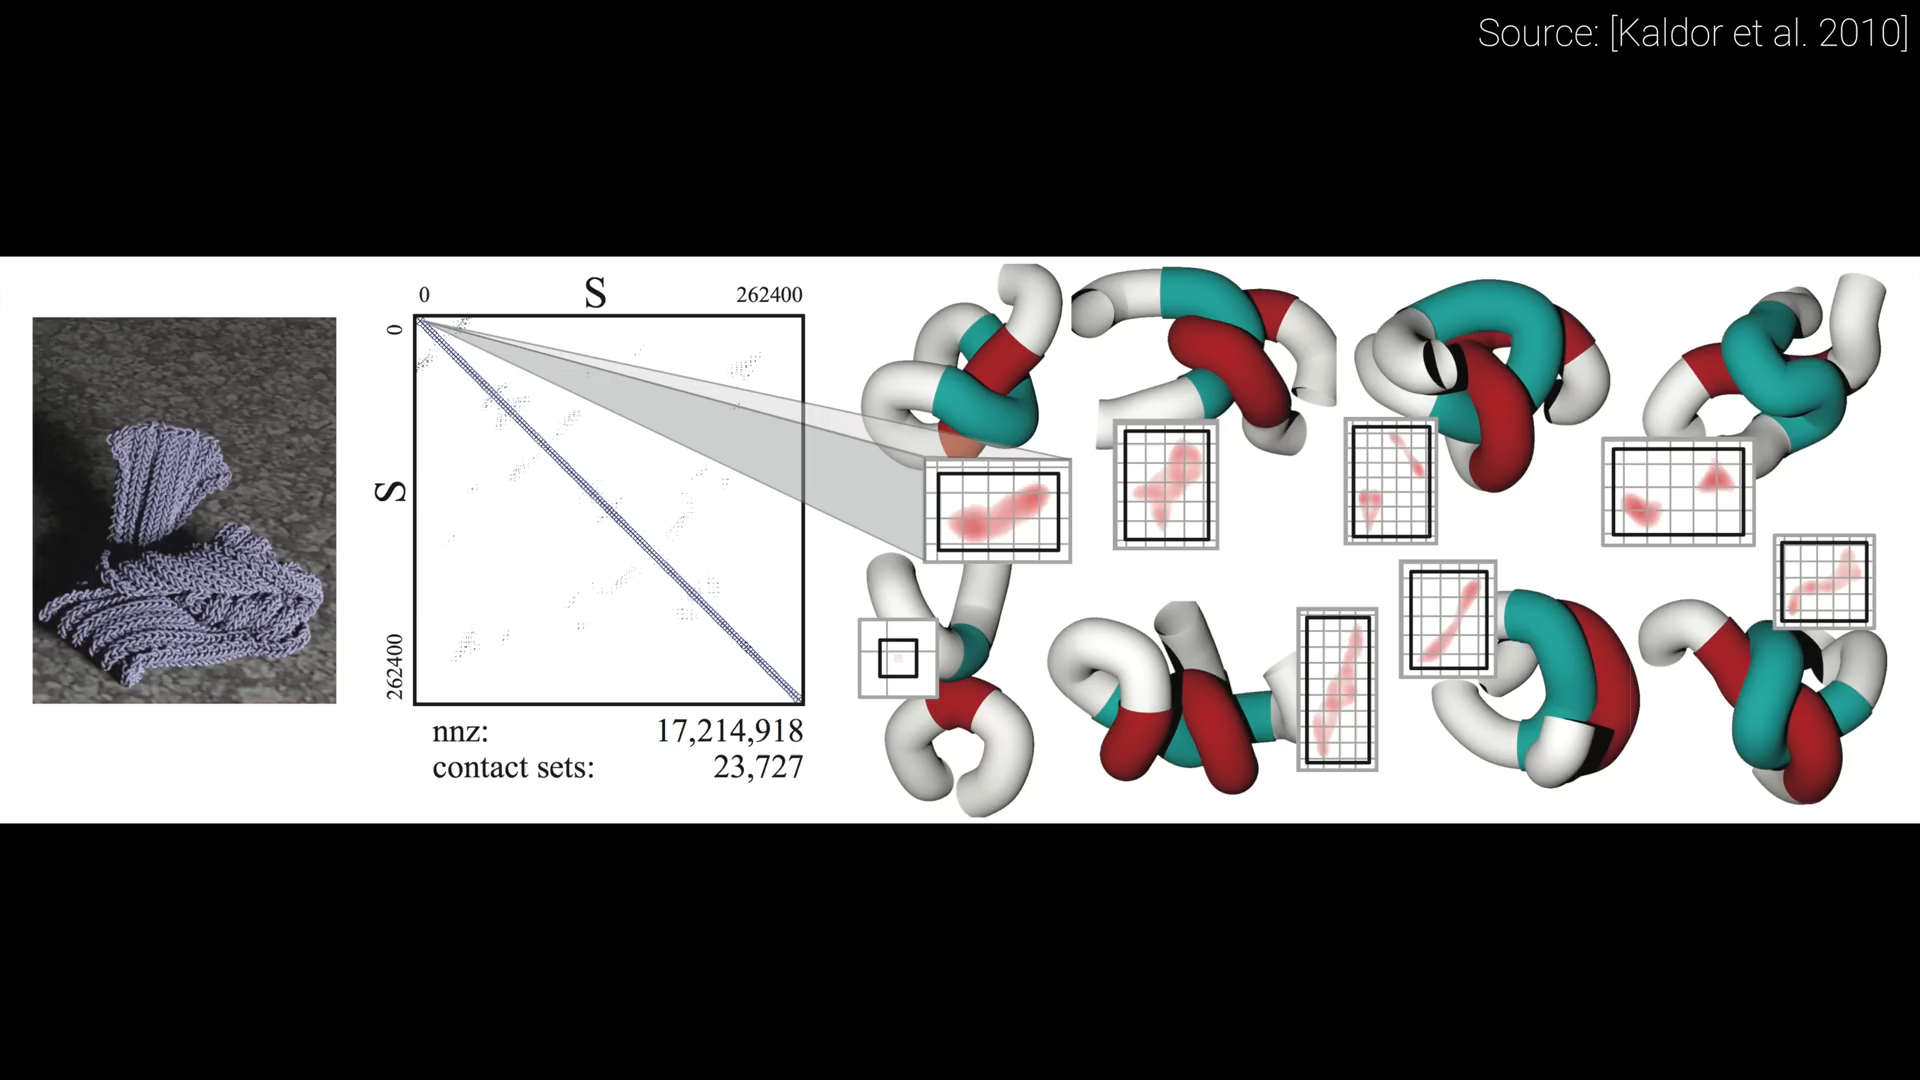 Source: [Kaldor et al. 2010]
0 S 262400
0
S
262400
nnz: 17,214,918
contact sets: 23,727